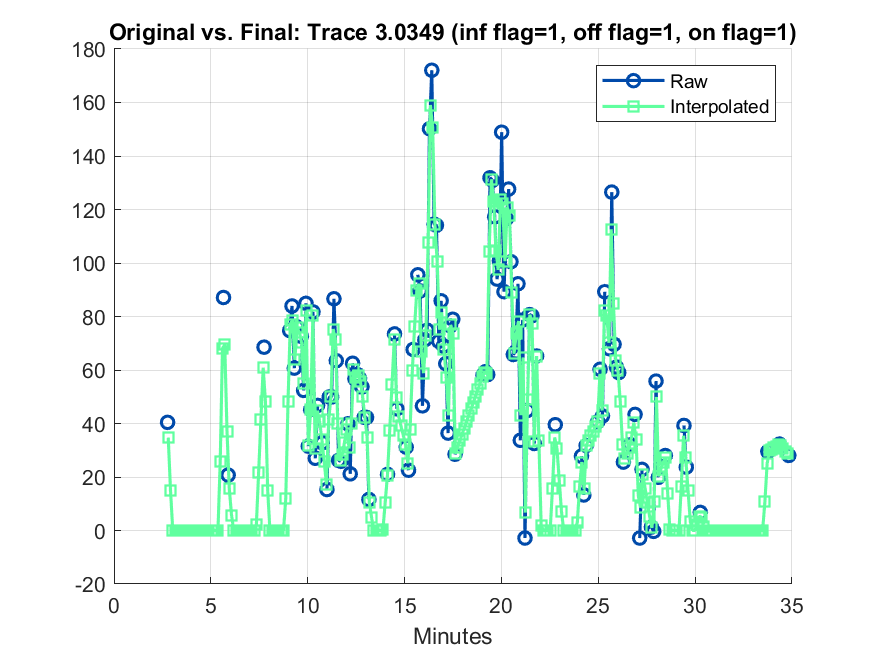 Original vs. Final: Trace 3.0349 (inf flag=1, off flag=1, on flag=1)
180
160
140
120
100
80
60
40
20
0
-20
Raw
Interpolated
0 5 10 15 20 25 30 35
Minutes